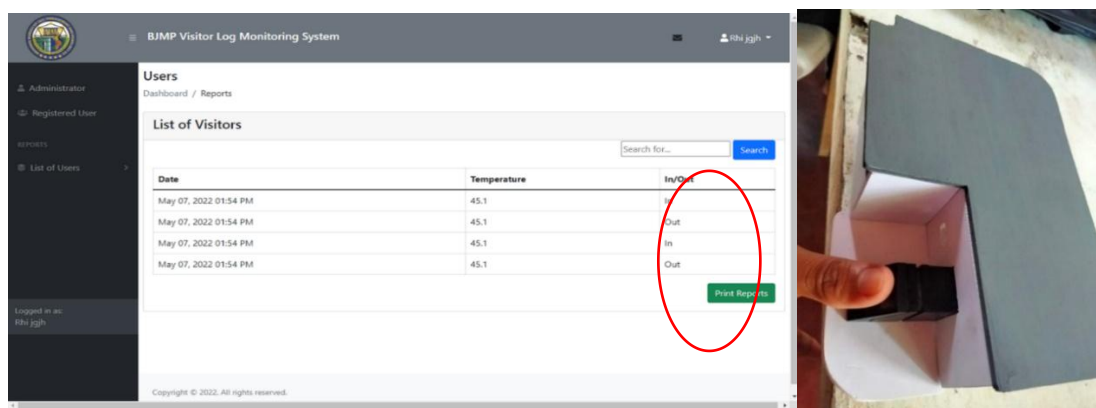 BJMP Visitor Log Monitoring System
Rhi jgjh
Administrator
Registered User
REPORTS
List of Users
Logged in as:
Rhi jgjh
Users
Dashboard / Reports
List of Visitors
Search for... Search
Date Temperature In/Out
May 07, 2022 01:54 PM 45.1 In
May 07, 2022 01:54 PM 45.1 Out
May 07, 2022 01:54 PM 45.1 In
May 07, 2022 01:54 PM 45.1 Out
Print Reports
Copyright © 2022, All rights reserved.